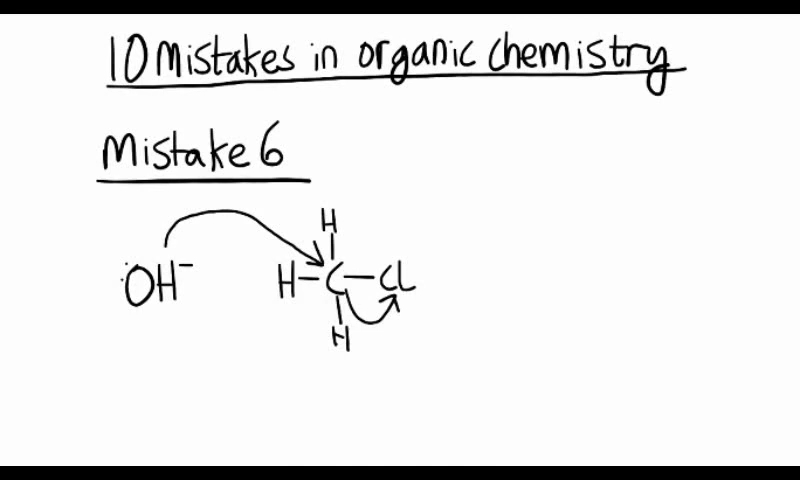 10 Mistakes in organic chemistry
Mistake 6
H
:OH⁻ H-C-CL
H